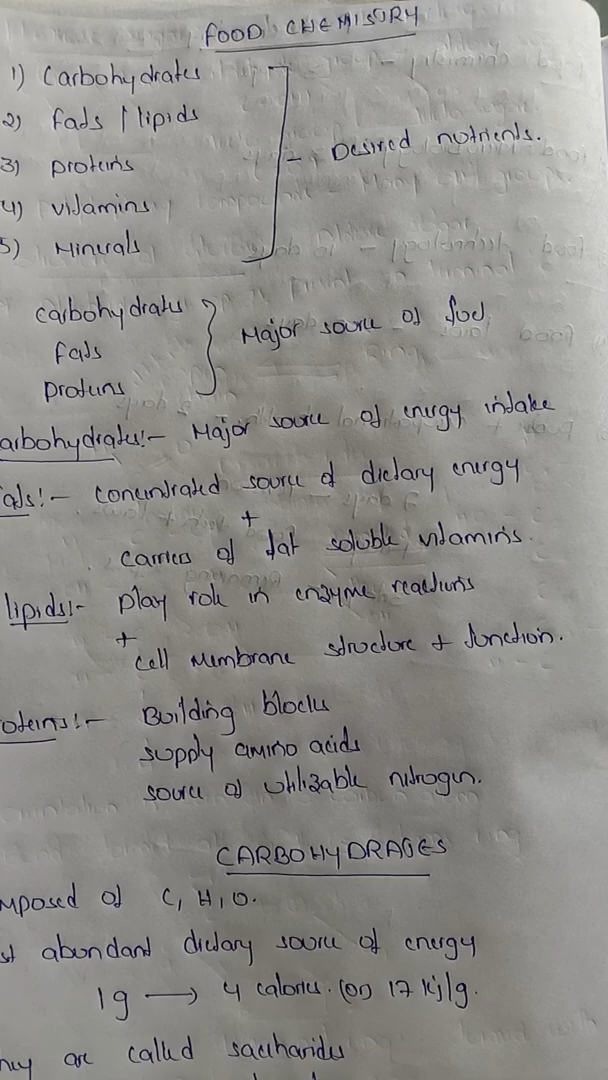 FOOD CHEMISTRY
1) Carbohydrates
2) fats / lipids
3) proteins
4) vitamins
5) Minerals
- Desired nutrients.
carbohydrates
fats
proteins
Major source of fuel
arbohydrates:- Major source of energy intake
ats:- concentrated source of dietary energy
+
carries of fat soluble vitamins.
lipids:- play role in enzyme reactions
+
cell membrane structure + function.
oteins:- Building blocks
supply amino acids
source of utilizable nitrogen.
CARBOHYDRATES
mposed of C, H, O.
st abundant dietary source of energy
1g → 4 calories. (or) 17 kj/g.
hey are called saccharides